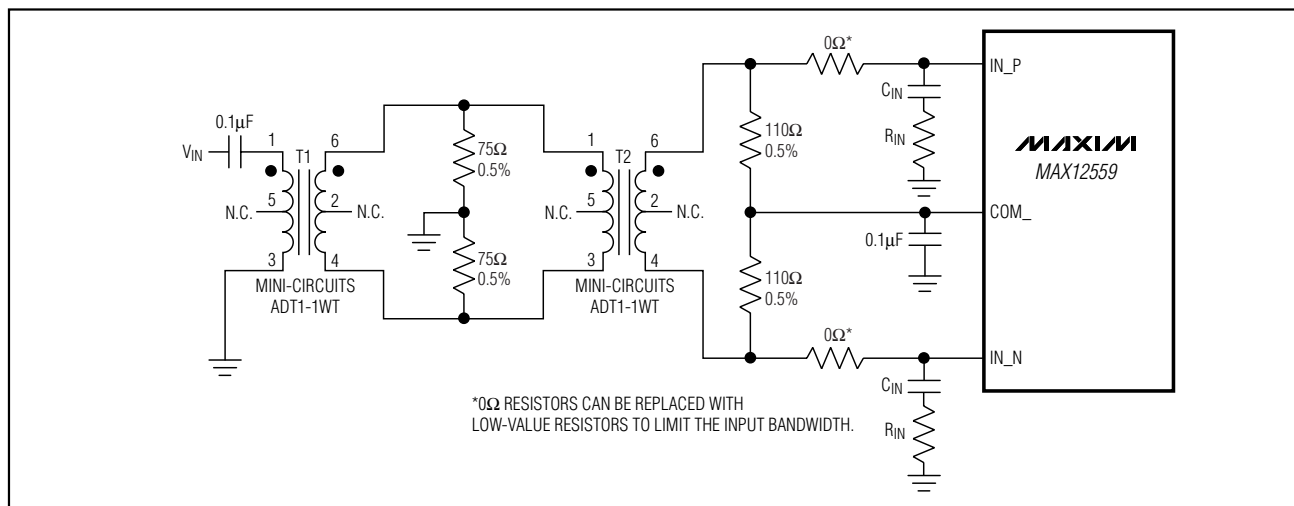 0Ω*
IN_P
C_IN
R_IN
0.1μF
V_IN
1
T1
6
5
2
N.C.
N.C.
3
4
MINI-CIRCUITS
ADT1-1WT
75Ω
0.5%
75Ω
0.5%
1
T2
6
5
2
N.C.
N.C.
3
4
MINI-CIRCUITS
ADT1-1WT
110Ω
0.5%
110Ω
0.5%
MAXIM
MAX12559
COM_
0.1μF
0Ω*
IN_N
C_IN
R_IN
*0Ω RESISTORS CAN BE REPLACED WITH
LOW-VALUE RESISTORS TO LIMIT THE INPUT BANDWIDTH.